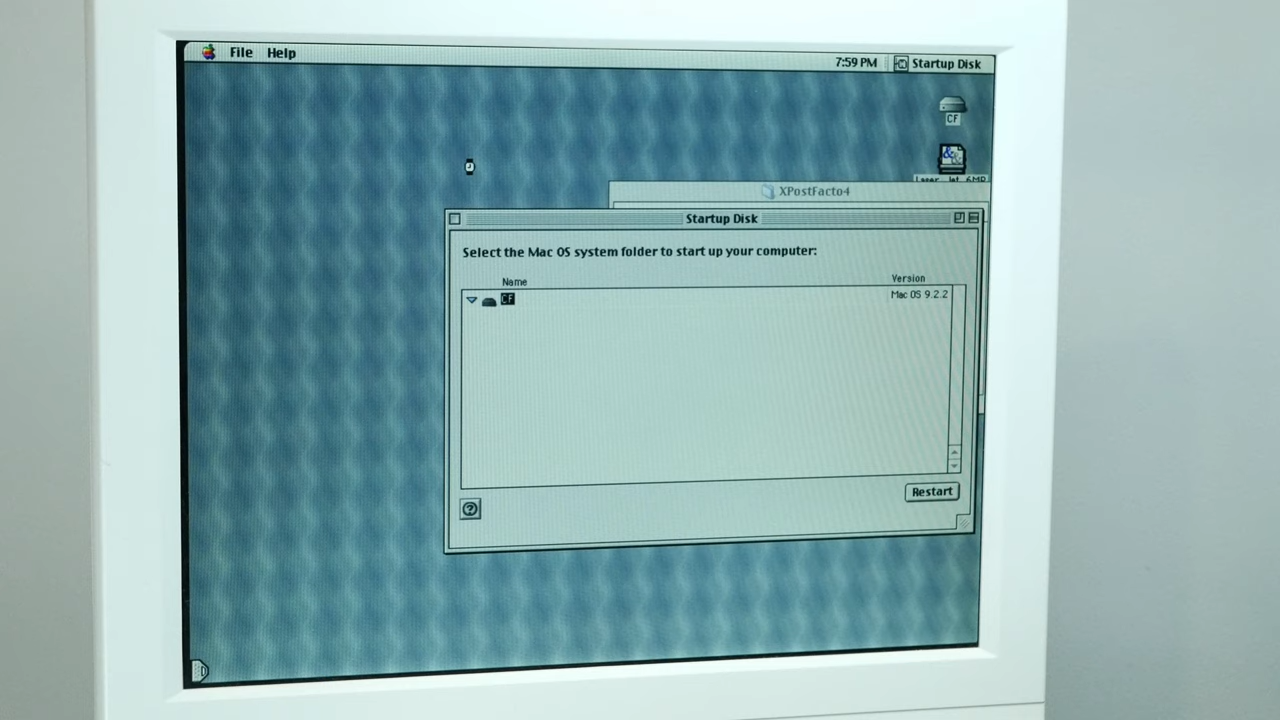 File Help
7:59 PM Startup Disk
CF
XPostFacto4
Startup Disk
Select the Mac OS system folder to start up your computer:
Name Version
CF Mac OS 9.2.2
Restart
?